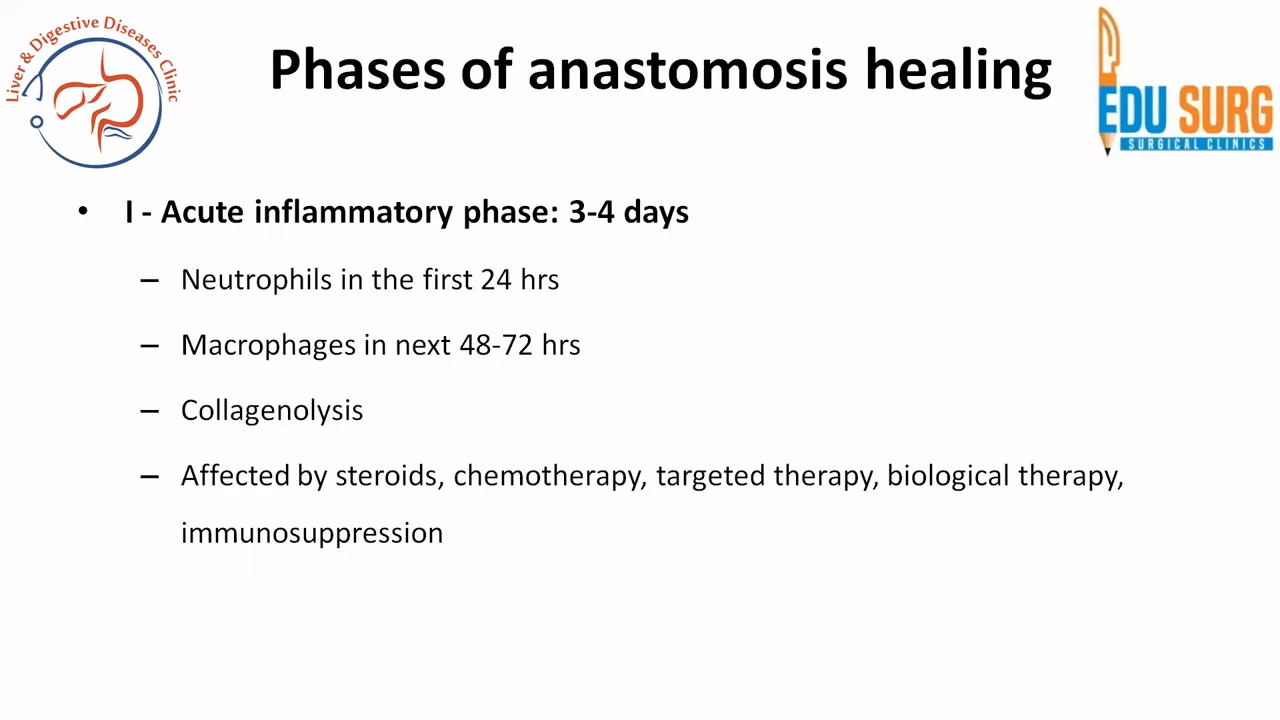 Liver & Digestive Diseases Clinic
Phases of anastomosis healing
EDU SURG
SURGICAL CLINICS
• I - Acute inflammatory phase: 3-4 days
– Neutrophils in the first 24 hrs
– Macrophages in next 48-72 hrs
– Collagenolysis
– Affected by steroids, chemotherapy, targeted therapy, biological therapy,
immunosuppression